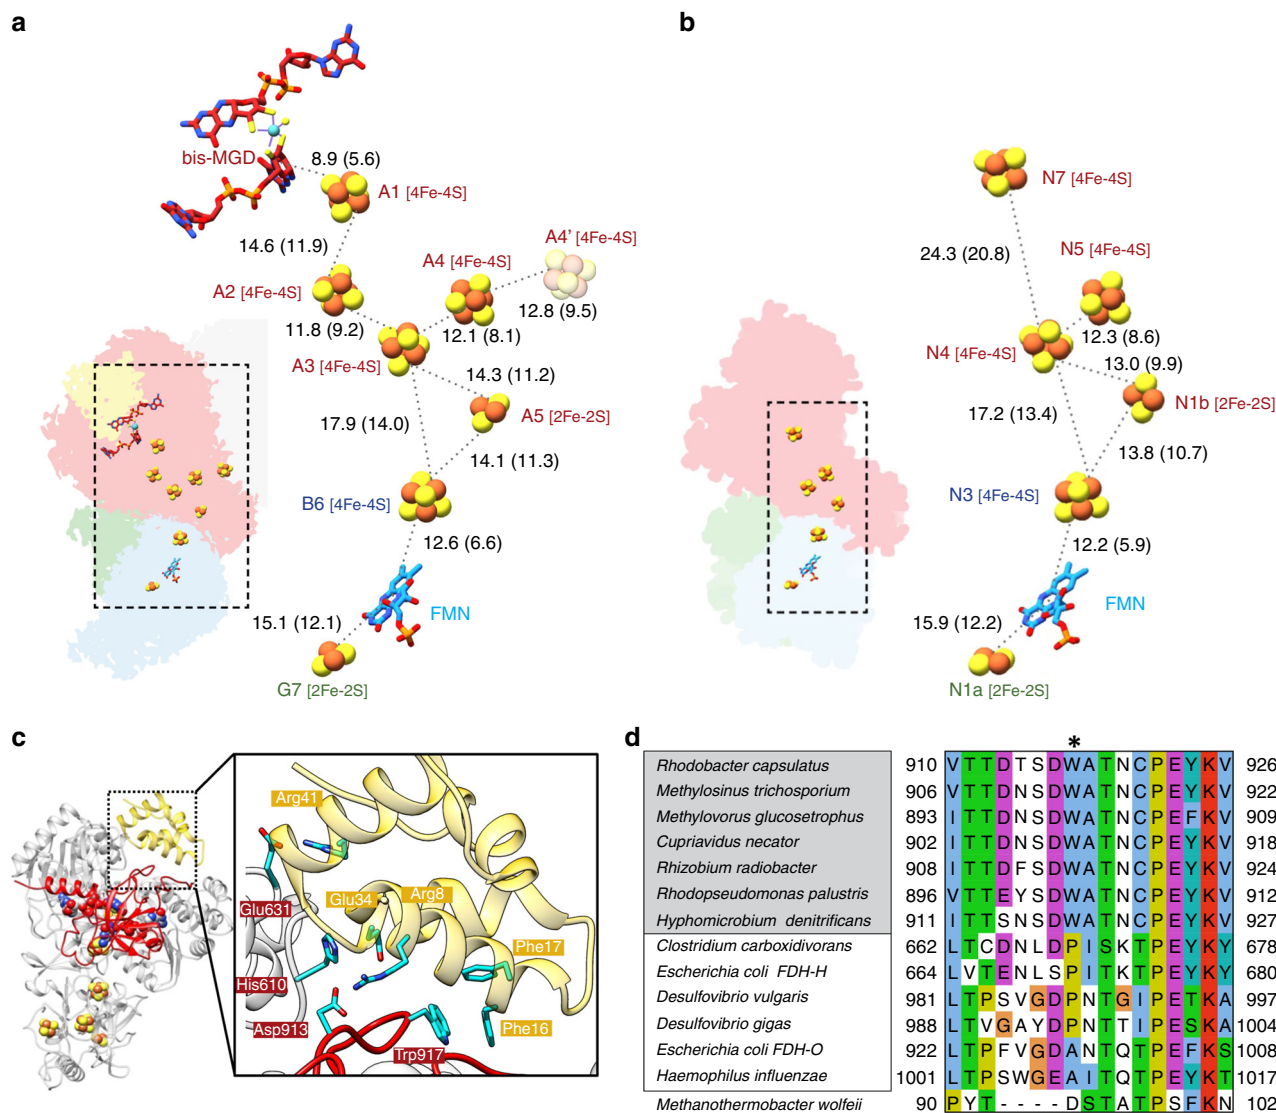 a
bis-MGD
8.9 (5.6)
A1 [4Fe-4S]
14.6 (11.9)
A4' [4Fe-4S]
A4 [4Fe-4S]
A2 [4Fe-4S]
12.8 (9.5)
11.8 (9.2)
12.1 (8.1)
A3 [4Fe-4S]
14.3 (11.2)
A5 [2Fe-2S]
17.9 (14.0)
14.1 (11.3)
B6 [4Fe-4S]
12.6 (6.6)
FMN
15.1 (12.1)
G7 [2Fe-2S]
b
N7 [4Fe-4S]
24.3 (20.8)
N5 [4Fe-4S]
12.3 (8.6)
N4 [4Fe-4S]
13.0 (9.9)
N1b [2Fe-2S]
17.2 (13.4)
13.8 (10.7)
N3 [4Fe-4S]
12.2 (5.9)
FMN
15.9 (12.2)
N1a [2Fe-2S]
c
Arg41
Glu631
Glu34
Arg8
Phe17
His610
Asp913
Phe16
Trp917
d
*
Rhodobacter capsulatus 910 VTTDTSDWATNCPEYKV 926
Methylosinus trichosporium 906 VTTDNSDWATNCPEYKV 922
Methylovorus glucosetrophus 893 ITTDNSDWATNCPEFKV 909
Cupriavidus necator 902 ITTDNSDWATNCPEYKV 918
Rhizobium radiobacter 908 ITTDFSDWATNCPEYKV 924
Rhodopseudomonas palustris 896 VTTEYSDWATNCPEYKV 912
Hyphomicrobium denitrificans 911 ITTSNSDWATNCPEYKV 927
Clostridium carboxidivorans 662 LTCDNLDPISKTPEYKY 678
Escherichia coli FDH-H 664 LVTENLSPITKTPEYKY 680
Desulfovibrio vulgaris 981 LTPSVGDPNTGIPETKA 997
Desulfovibrio gigas 988 LTVGAYDPNTTIPESKA 1004
Escherichia coli FDH-O 922 LTPFVGDANTQTPEFKS 1008
Haemophilus influenzae 1001 LTPSWGEAITQTPEYKT 1017
Methanothermobacter wolfeii 90 PYT----DSTATPSFKN 102